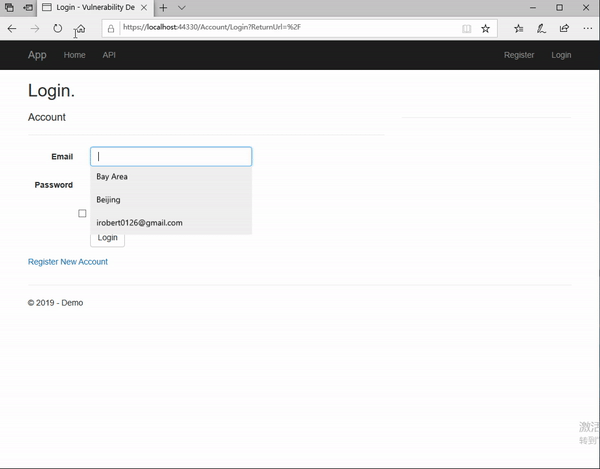 Login - Vulnerability De
https://localhost:44330/Account/Login?ReturnUrl=%2F
App Home API Register Login
Login.
Account
Email
Bay Area
Password
Beijing
irobert0126@gmail.com
Login
Register New Account
© 2019 - Demo
激活
转到"